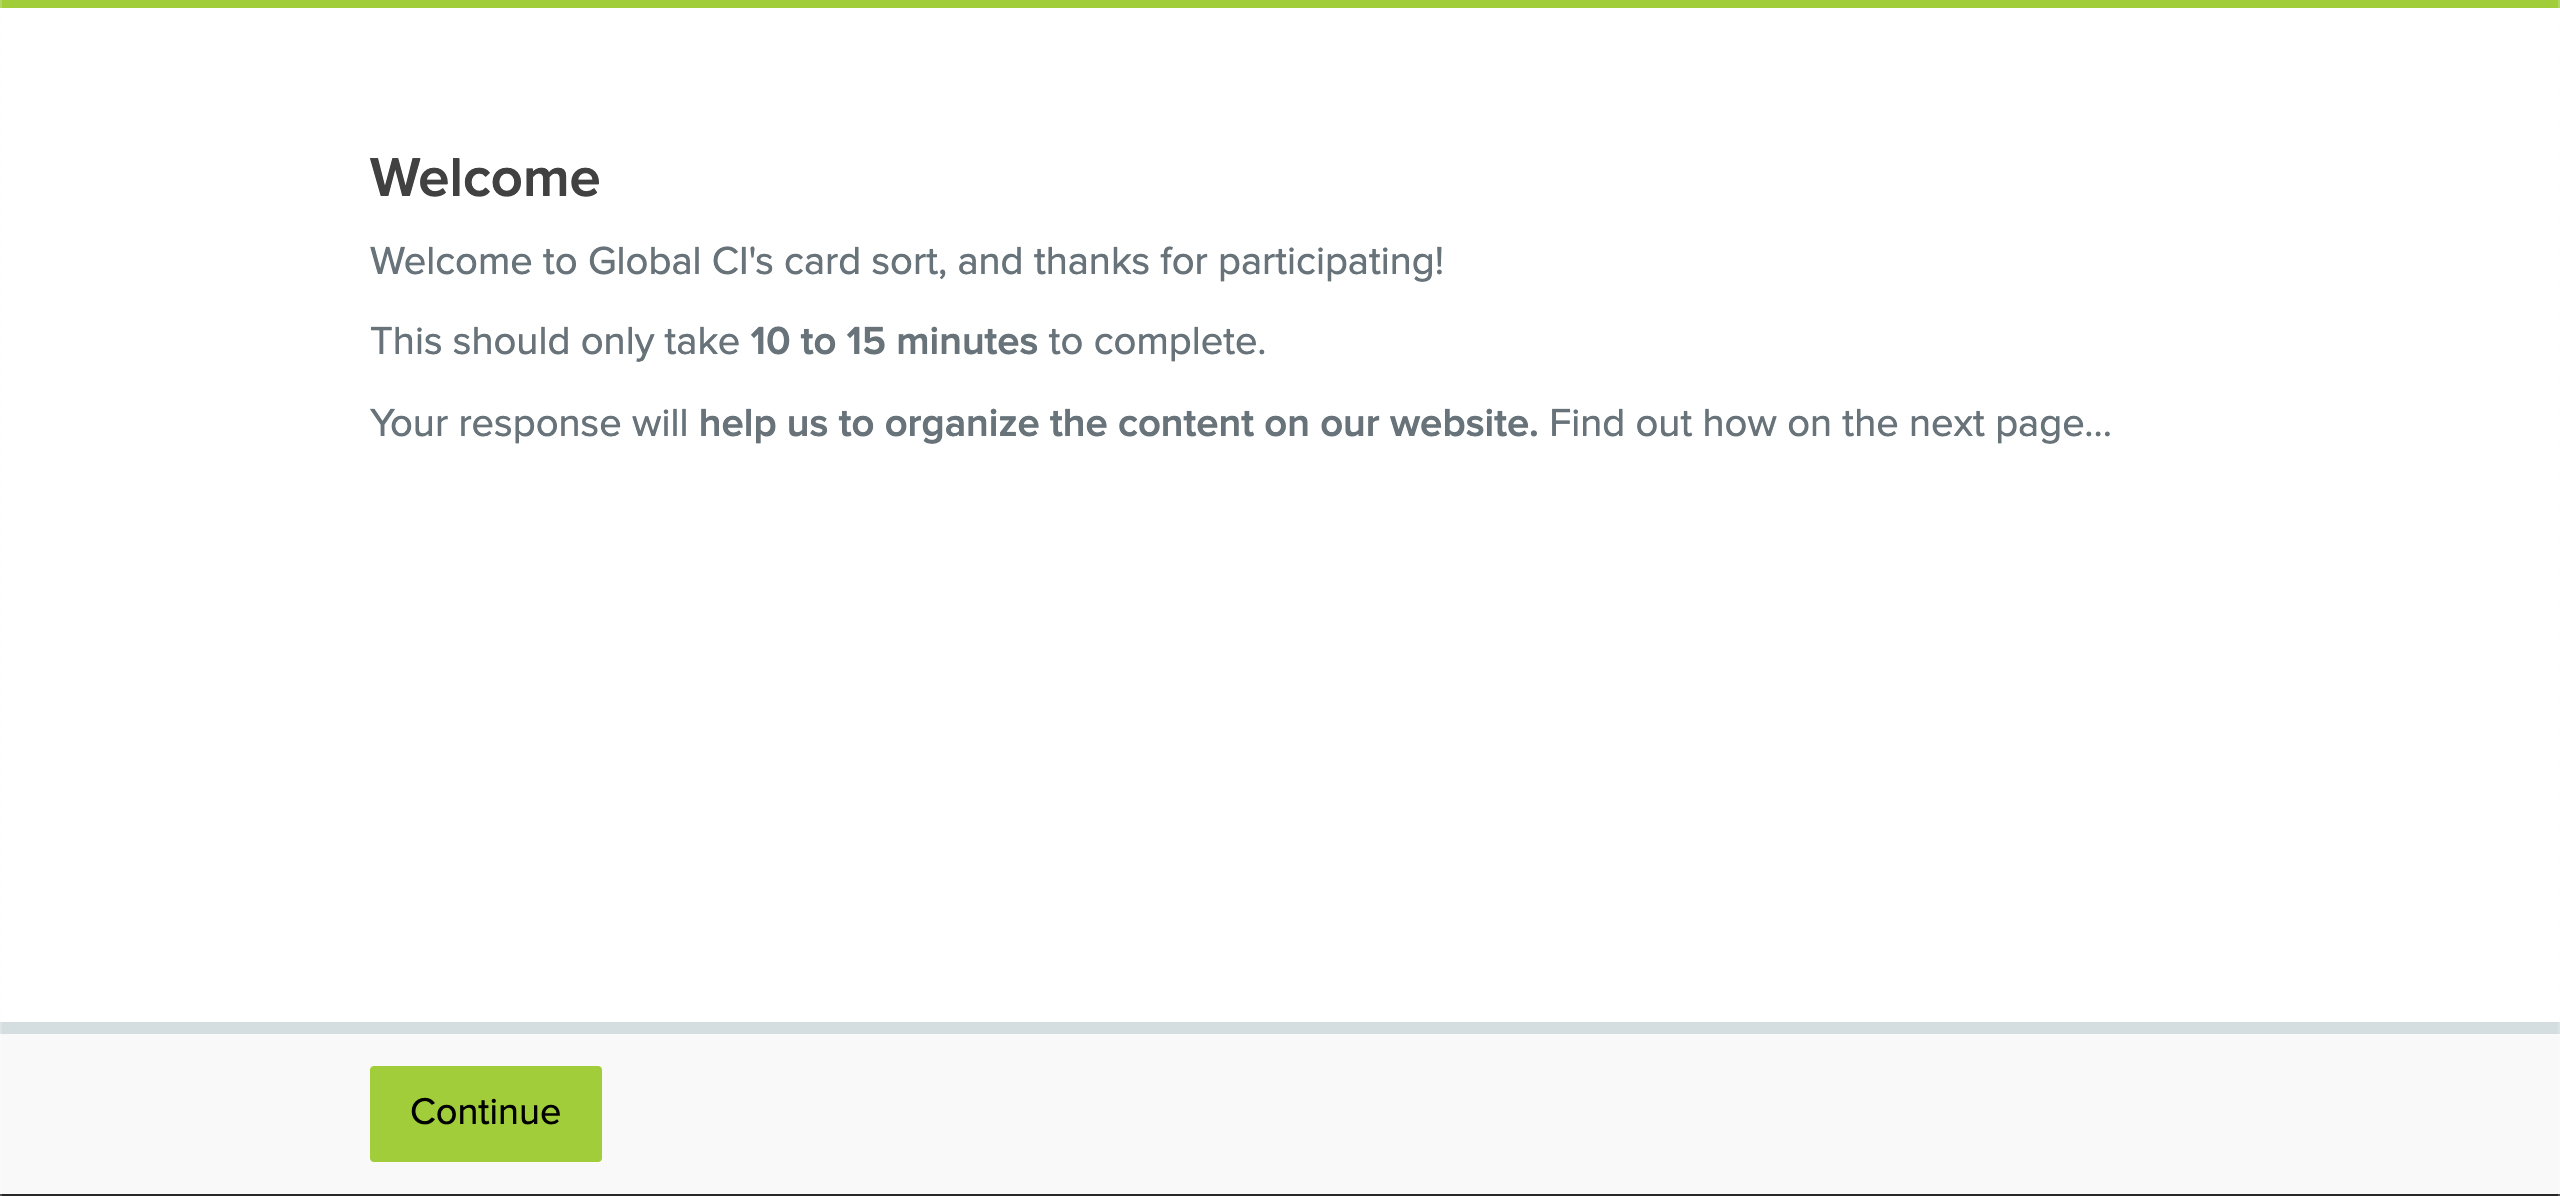 Welcome
Welcome to Global CI's card sort, and thanks for participating!
This should only take 10 to 15 minutes to complete.
Your response will help us to organize the content on our website. Find out how on the next page...
Continue